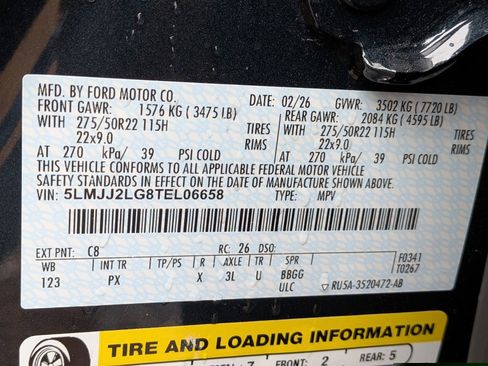 MFD. BY FORD MOTOR CO. DATE: 02/26 GVWR: 3502 KG ( 7720 LB)
FRONT GAWR: 1576 KG ( 3475 LB) REAR GAWR: 2084 KG ( 4595 LB)
WITH 275/50R22 115H TIRES WITH 275/50R22 115H TIRES
22x9.0 RIMS 22x9.0 RIMS
AT 270 kPa/ 39 PSI COLD AT 270 kPa/ 39 PSI COLD
THIS VEHICLE CONFORMS TO ALL APPLICABLE FEDERAL MOTOR VEHICLE
SAFETY STANDARDS IN EFFECT ON THE DATE OF MANUFACTURE SHOWN ABOVE.
VIN: 5LMJJ2LG8TEL06658 TYPE: MPV
EXT PNT: C8 RC: 26 DSO: F0341
WB INT TR TP/PS R AXLE TR SPR T0267
123 PX X 3L U BBGG
ULC RU5A-3520472-AB
TIRE AND LOADING INFORMATION
7 FRONT: 2 REAR: 5